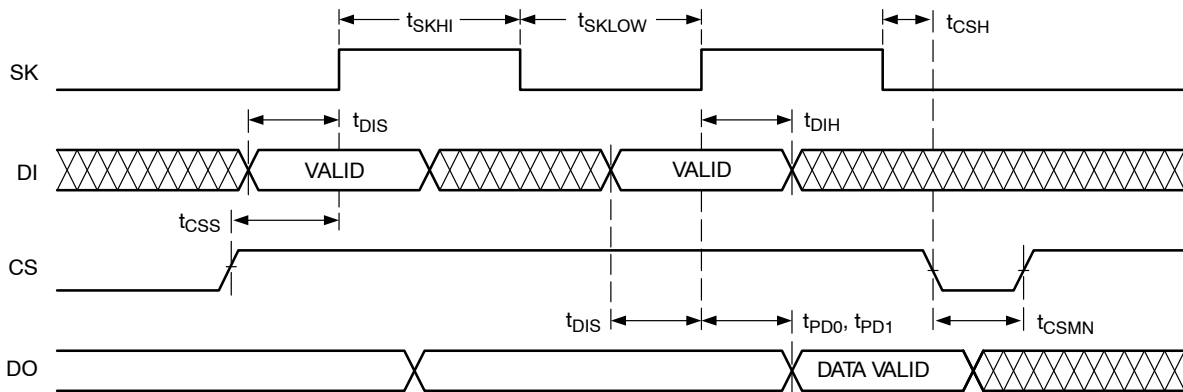 tSKHI
tSKLOW
tCSH
SK
tDIS
tDIH
DI
VALID
VALID
tCSS
CS
tDIS
tPD0, tPD1
tCSMN
DO
DATA VALID